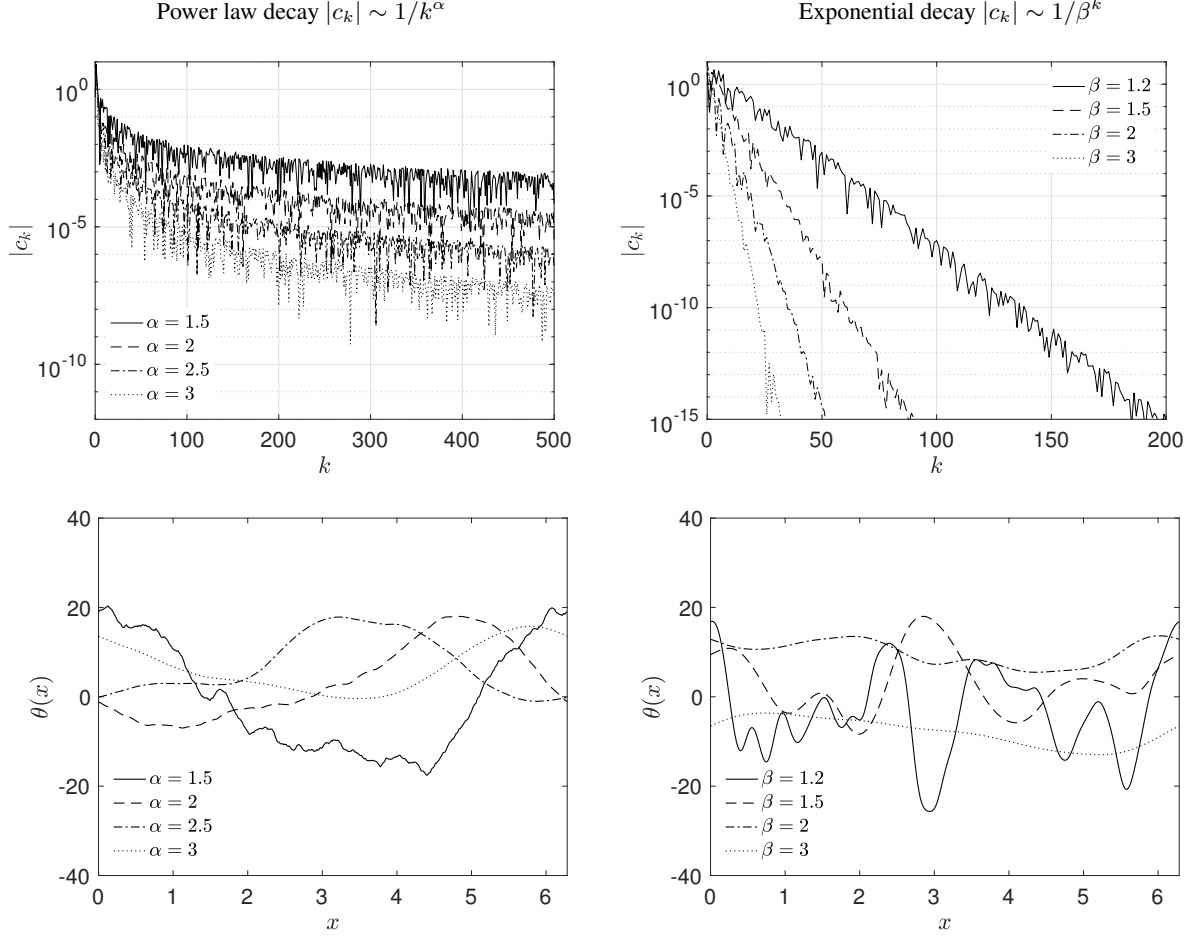 Power law decay |c_k| ∼ 1/k^α
Exponential decay |c_k| ∼ 1/β^k
10^0
10^-5
10^-10
|c_k|
α = 1.5
α = 2
α = 2.5
α = 3
0 100 200 300 400 500
k
10^0
10^-5
10^-10
10^-15
|c_k|
β = 1.2
β = 1.5
β = 2
β = 3
0 50 100 150 200
k
40
20
0
-20
-40
θ(x)
α = 1.5
α = 2
α = 2.5
α = 3
0 1 2 3 4 5 6
x
40
20
0
-20
-40
θ(x)
β = 1.2
β = 1.5
β = 2
β = 3
0 1 2 3 4 5 6
x